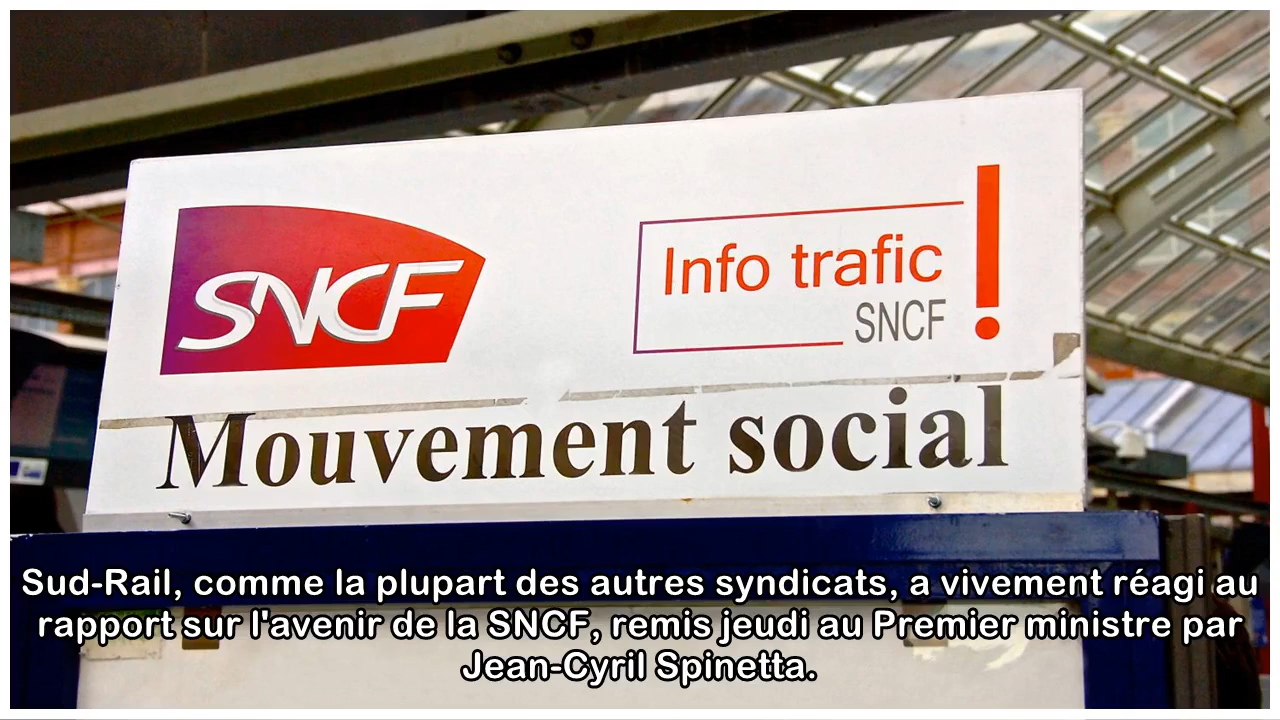 SNCF
Info trafic !
SNCF
Mouvement social
Sud-Rail, comme la plupart des autres syndicats, a vivement réagi au
rapport sur l'avenir de la SNCF, remis jeudi au Premier ministre par
Jean-Cyril Spinetta.